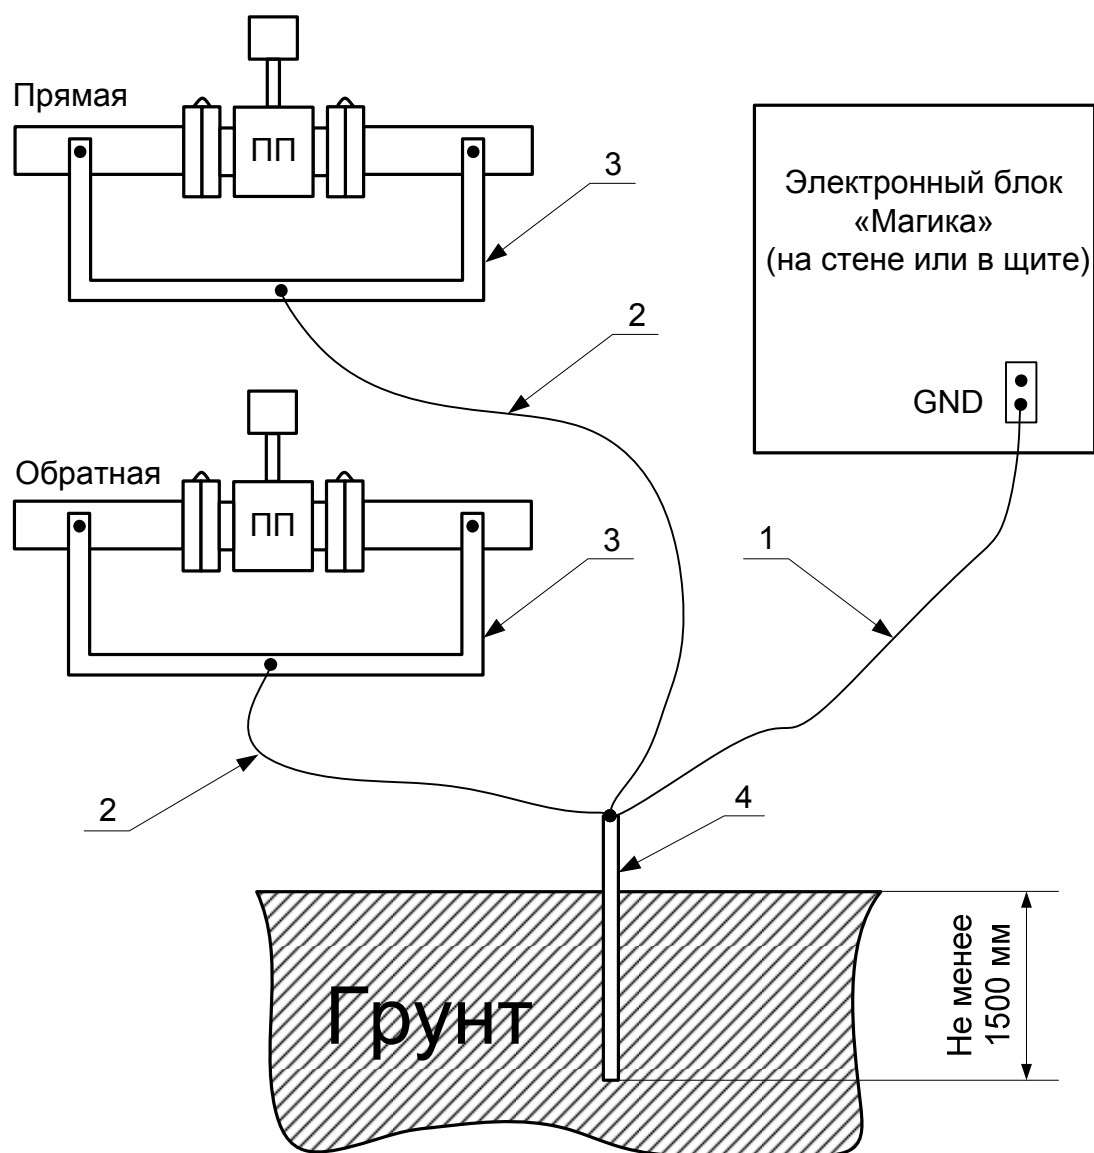 Прямая
ПП
3
Электронный блок
«Магика»
(на стене или в щите)
2
GND
Обратная
ПП
3
1
2
4
Не менее
1500 мм
Грунт